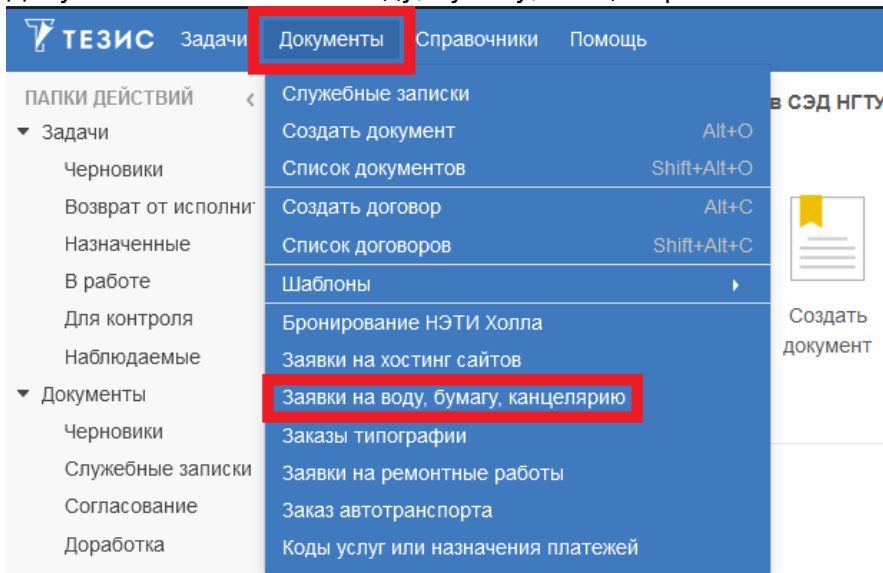 ТЕЗИС Задачи Документы Справочники Помощь
ПАПКИ ДЕЙСТВИЙ
Задачи
Черновики
Возврат от исполнит
Назначенные
В работе
Для контроля
Наблюдаемые
Документы
Черновики
Служебные записки
Согласование
Доработка
Служебные записки
Создать документ Alt+O
Список документов Shift+Alt+O
Создать договор Alt+C
Список договоров Shift+Alt+C
Шаблоны
Бронирование НЭТИ Холла
Заявки на хостинг сайтов
Заявки на воду, бумагу, канцелярию
Заказы типографии
Заявки на ремонтные работы
Заказ автотранспорта
Коды услуг или назначения платежей
в СЭД НГТУ
Создать
документ